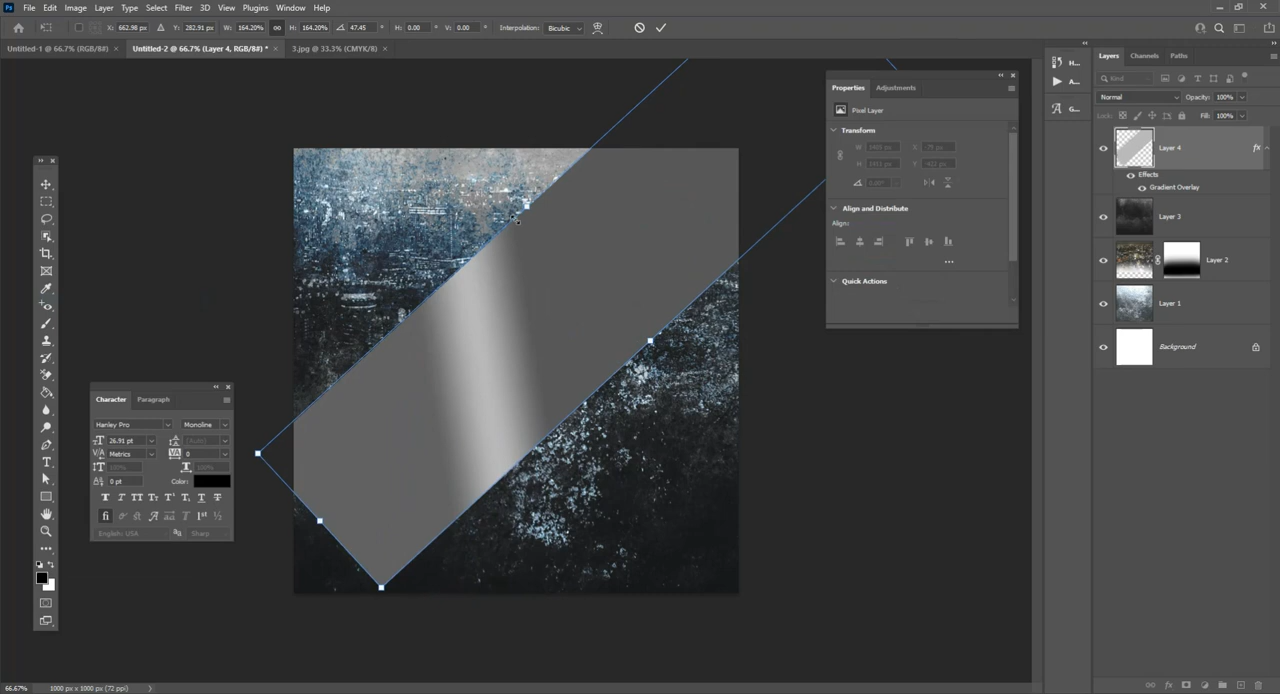 Ps File Edit Image Layer Type Select Filter 3D View Plugins Window Help
X: 662.98 px Y: 282.91 px W: 164.20% H: 164.20% 47.45 H: 0.00 V: 0.00 Interpolation: Bicubic
Untitled-1 @ 66.7% (RGB/8#) × Untitled-2 @ 66.7% (Layer 4, RGB/8#) * × 3.jpg @ 33.3% (CMYK/8) ×
H...
A...
G...
Properties Adjustments
Pixel Layer
Transform
W X
H Y
Align and Distribute
Align:
Quick Actions
Character Paragraph
Hanley Pro Monoline
26.91 pt (Auto)
Metrics 0
100% 100%
0 pt Color:
English: USA Sharp
Layers Channels Paths
Kind
Normal Opacity: 100%
Lock: Fill: 100%
Layer 4 fx
Effects
Gradient Overlay
Layer 3
Layer 2
Layer 1
Background
66.67% 1000 px x 1000 px (72 ppi)